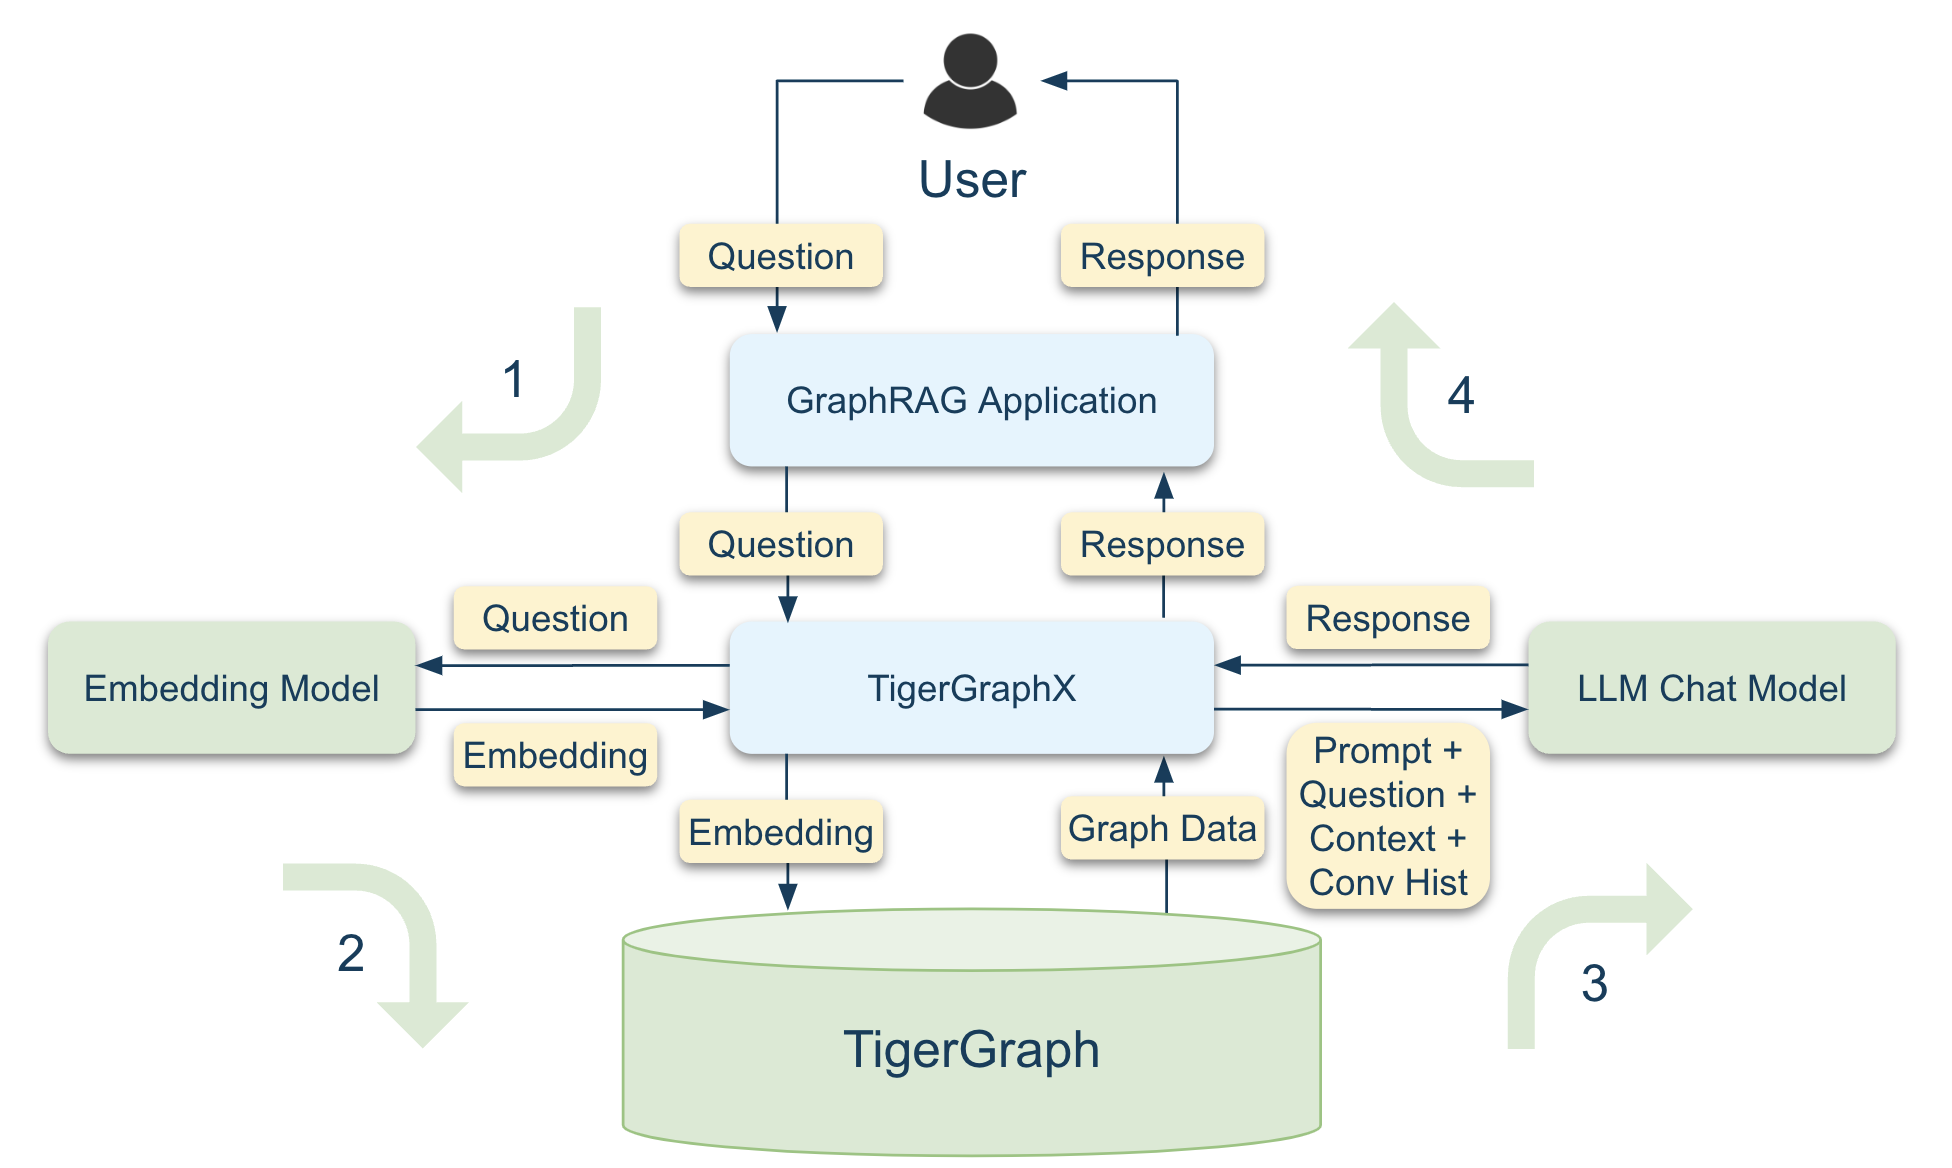 User
Question
Response
1
GraphRAG Application
4
Question
Response
Question
Response
Embedding Model
TigerGraphX
LLM Chat Model
Embedding
Prompt +
Question +
Context +
Conv Hist
Embedding
Graph Data
2
3
TigerGraph